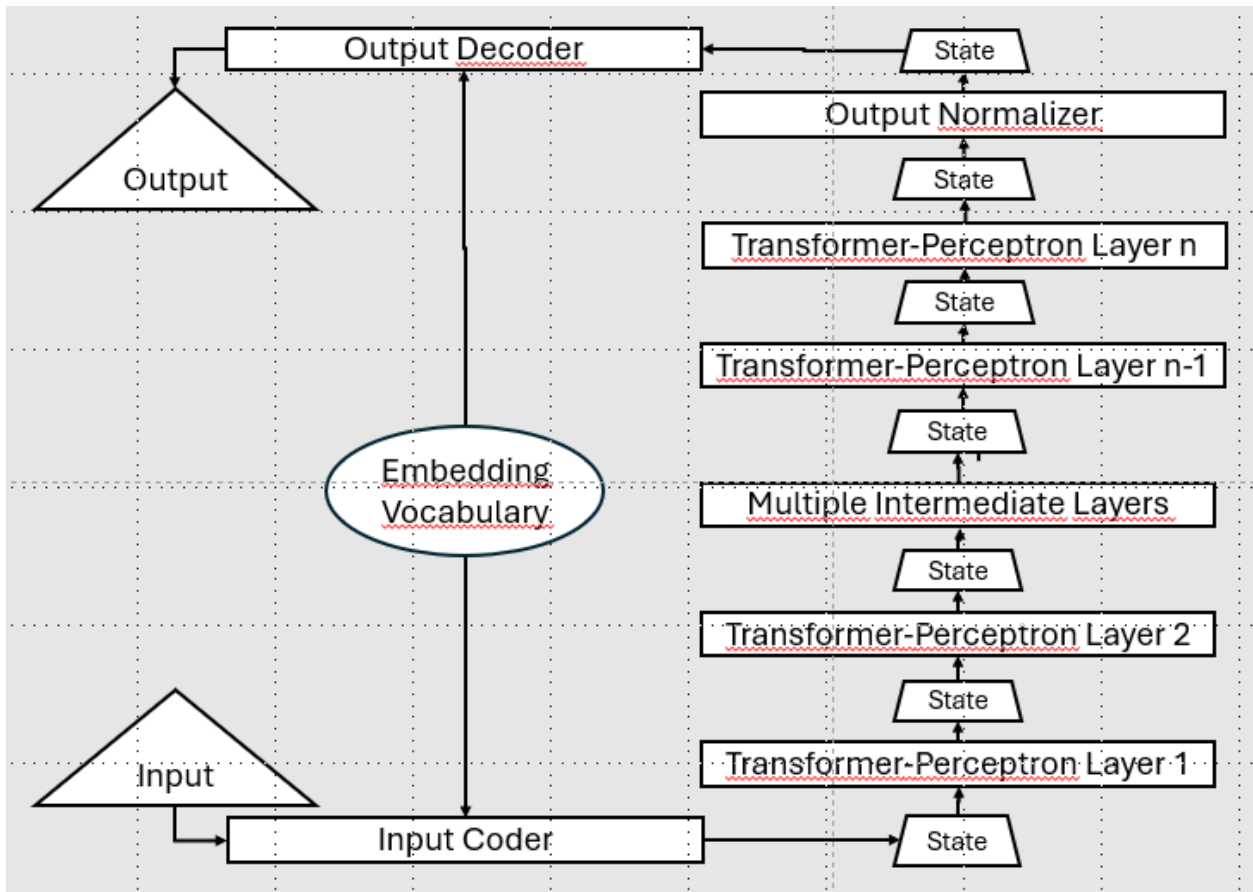 Output Decoder
State
Output Normalizer
Output
State
Transformer-Perceptron Layer n
State
Transformer-Perceptron Layer n-1
State
Embedding
Vocabulary
Multiple Intermediate Layers
State
Transformer-Perceptron Layer 2
State
Transformer-Perceptron Layer 1
Input
Input Coder
State